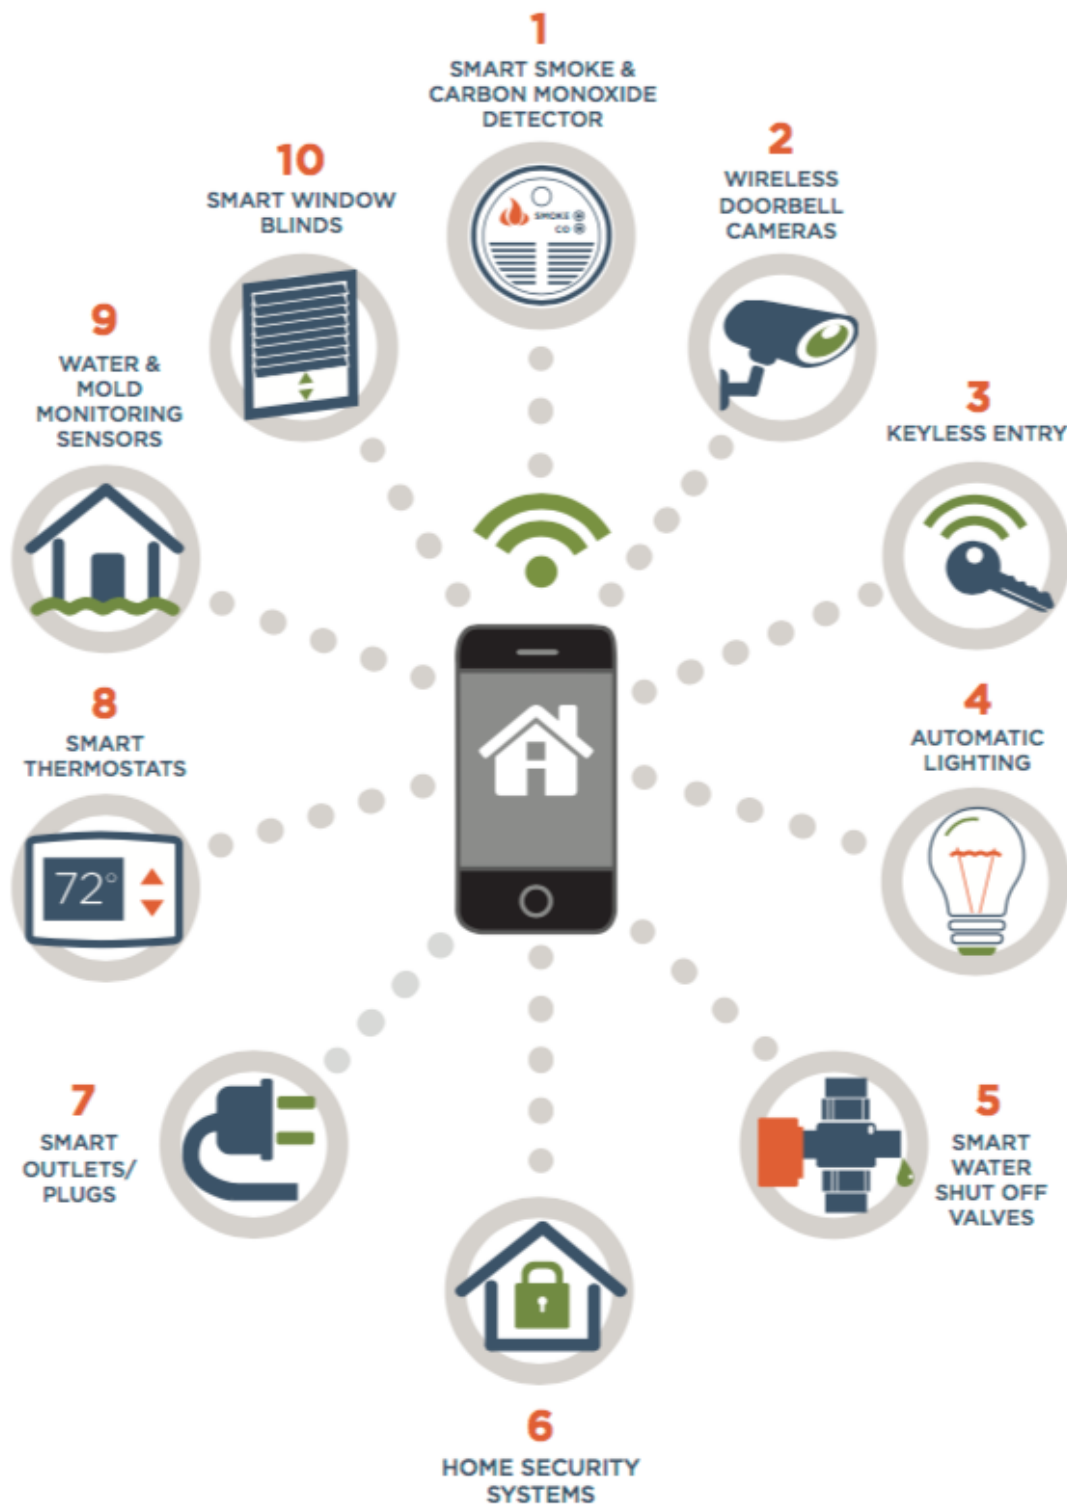 1
SMART SMOKE &
CARBON MONOXIDE
DETECTOR
SMOKE
CO
2
WIRELESS
DOORBELL
CAMERAS
3
KEYLESS ENTRY
4
AUTOMATIC
LIGHTING
5
SMART
WATER
SHUT OFF
VALVES
6
HOME SECURITY
SYSTEMS
7
SMART
OUTLETS/
PLUGS
8
SMART
THERMOSTATS
72°
9
WATER &
MOLD
MONITORING
SENSORS
10
SMART WINDOW
BLINDS